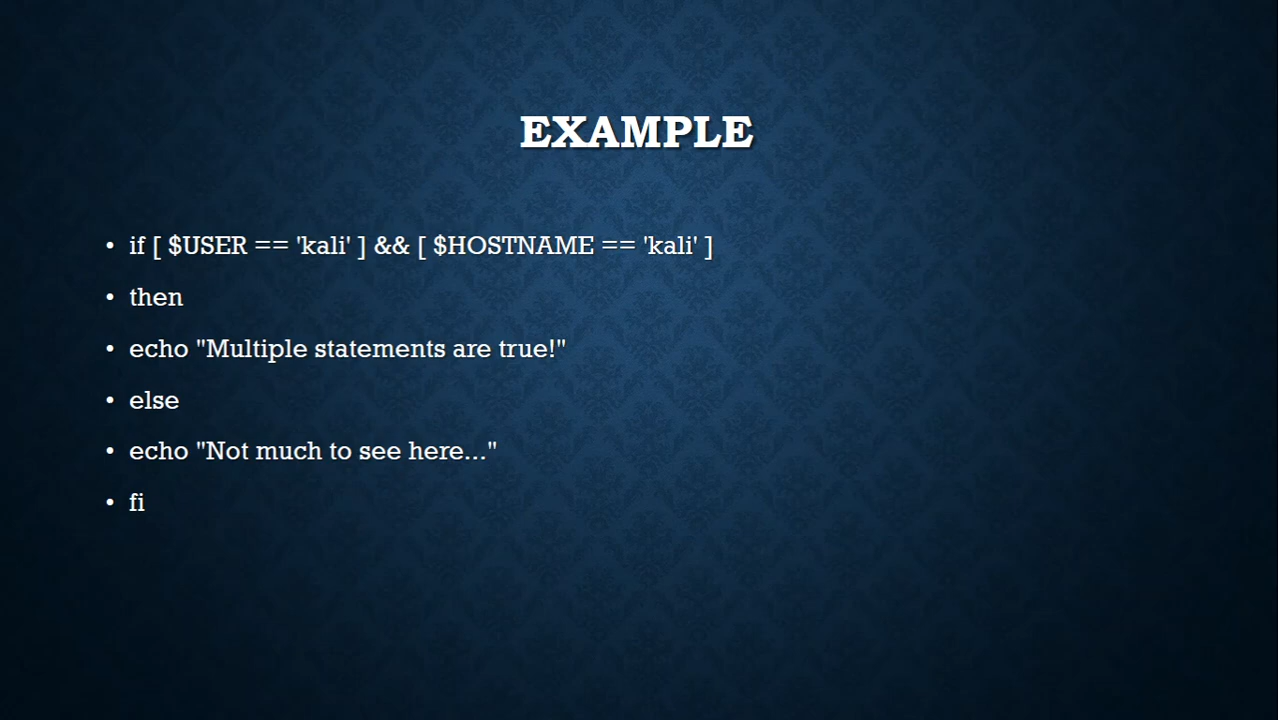 EXAMPLE
• if [ $USER == 'kali' ] && [ $HOSTNAME == 'kali' ]
• then
• echo "Multiple statements are true!"
• else
• echo "Not much to see here..."
• fi